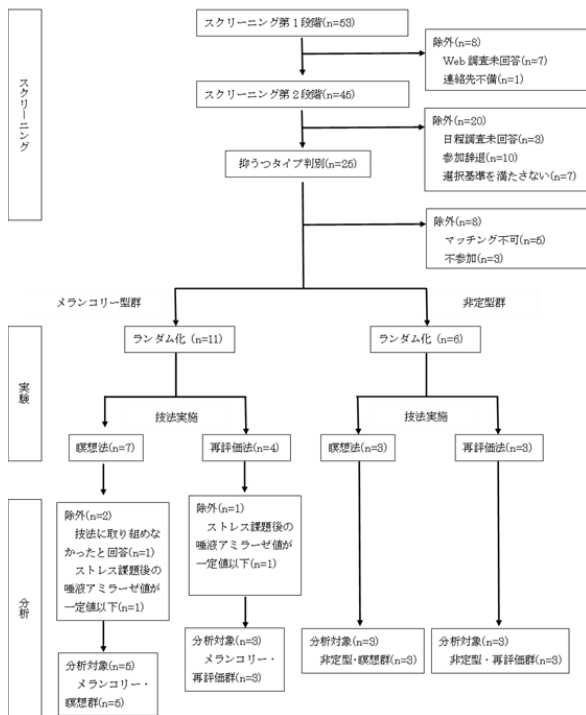 スクリーニング第1段階(n=53)
除外(n=8)
Web調査未回答(n=7)
連絡先不備(n=1)
スクリーニング
スクリーニング第2段階(n=45)
除外(n=20)
日程調査未回答(n=3)
参加辞退(n=10)
選択基準を満たさない(n=7)
抑うつタイプ判別(n=25)
除外(n=8)
マッチング不可(n=5)
不参加(n=3)
メランコリー型群
非定型群
実験
ランダム化 (n=11)
ランダム化(n=6)
技法実施
技法実施
瞑想法(n=7)
再評価法(n=4)
瞑想法(n=3)
再評価法(n=3)
分析
除外(n=2)
技法に取り組めな
かったと回答(n=1)
ストレス課題後の
唾液アミラーゼ値が
一定値以下(n=1)
除外(n=1)
ストレス課題後の
唾液アミラーゼ値が
一定値以下(n=1)
分析対象(n=5)
メランコリー・
瞑想群(n=5)
分析対象(n=3)
メランコリー・
再評価群(n=3)
分析対象(n=3)
非定型・瞑想群(n=3)
分析対象(n=3)
非定型・再評価群(n=3)